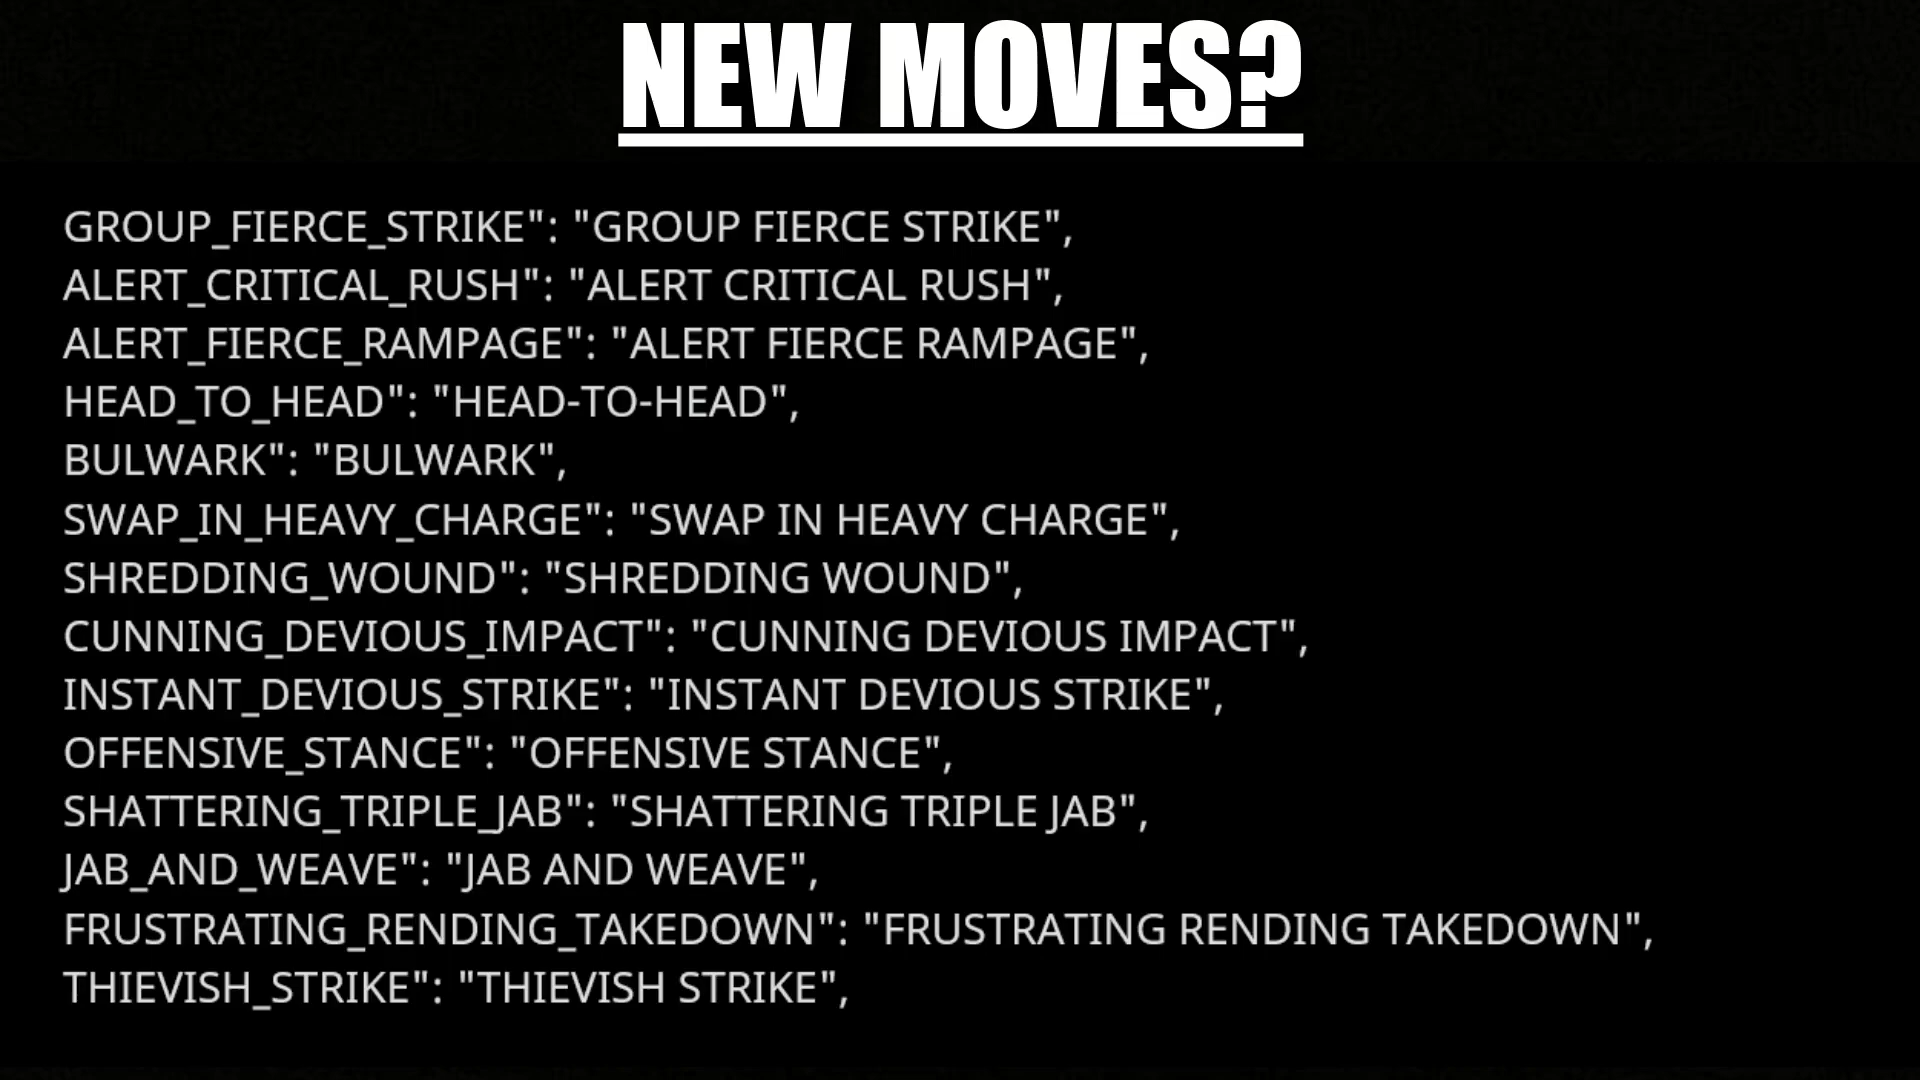 NEW MOVES?
GROUP_FIERCE_STRIKE": "GROUP FIERCE STRIKE",
ALERT_CRITICAL_RUSH": "ALERT CRITICAL RUSH",
ALERT_FIERCE_RAMPAGE": "ALERT FIERCE RAMPAGE",
HEAD_TO_HEAD": "HEAD-TO-HEAD",
BULWARK": "BULWARK",
SWAP_IN_HEAVY_CHARGE": "SWAP IN HEAVY CHARGE",
SHREDDING_WOUND": "SHREDDING WOUND",
CUNNING_DEVIOUS_IMPACT": "CUNNING DEVIOUS IMPACT",
INSTANT_DEVIOUS_STRIKE": "INSTANT DEVIOUS STRIKE",
OFFENSIVE_STANCE": "OFFENSIVE STANCE",
SHATTERING_TRIPLE_JAB": "SHATTERING TRIPLE JAB",
JAB_AND_WEAVE": "JAB AND WEAVE",
FRUSTRATING_RENDING_TAKEDOWN": "FRUSTRATING RENDING TAKEDOWN",
THIEVISH_STRIKE": "THIEVISH STRIKE",